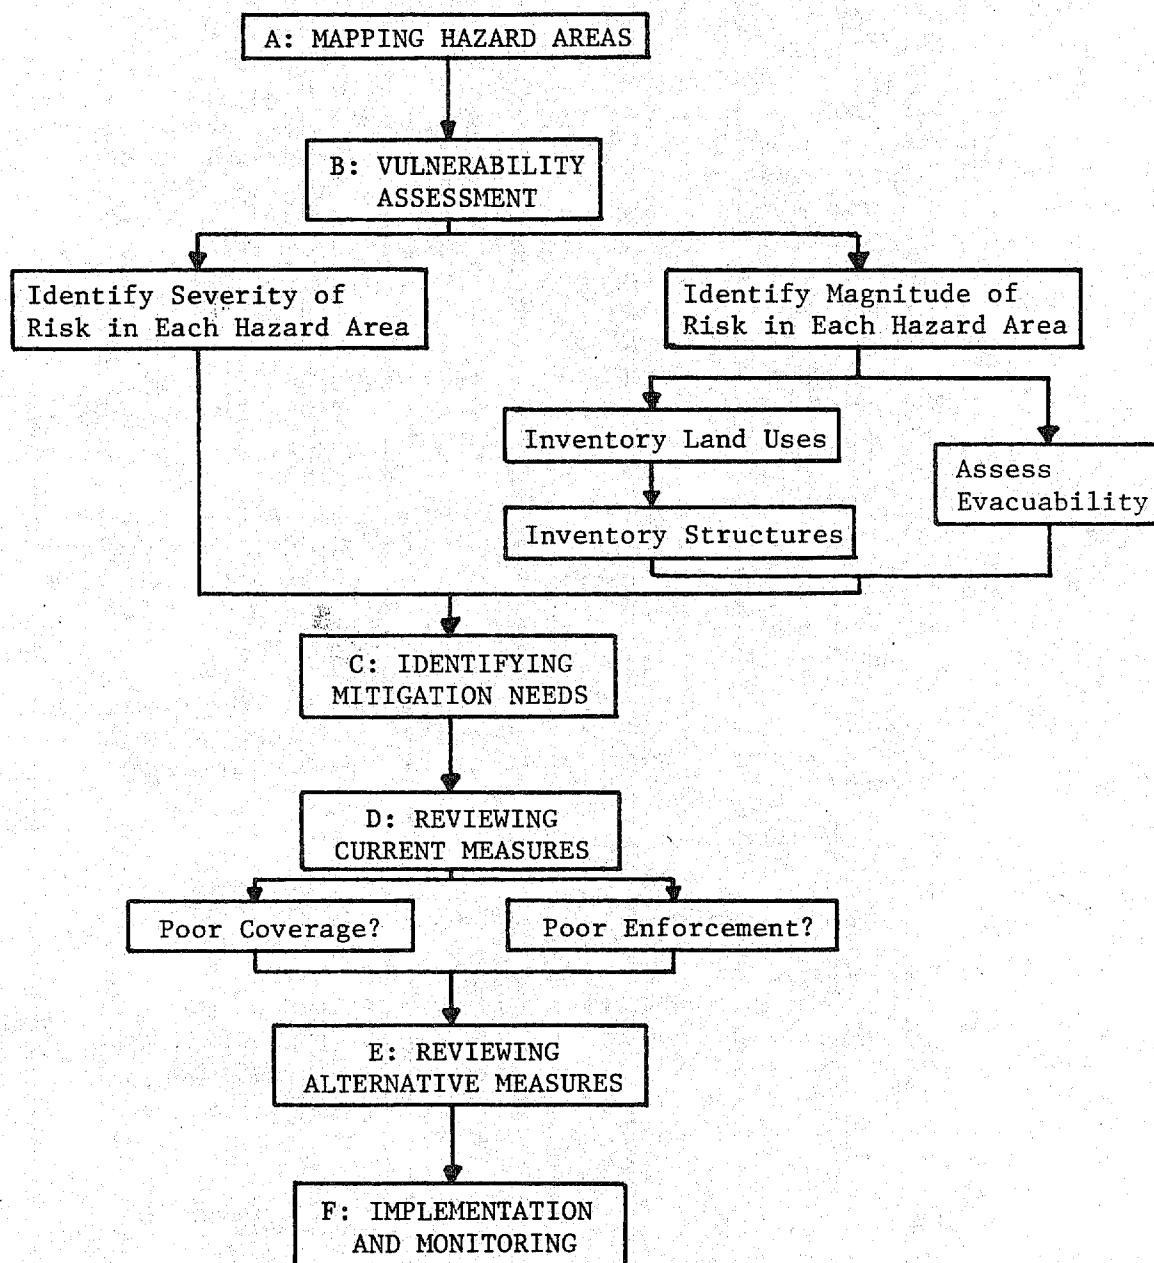 A: MAPPING HAZARD AREAS
B: VULNERABILITY
ASSESSMENT
Identify Severity of
Risk in Each Hazard Area
Identify Magnitude of
Risk in Each Hazard Area
Inventory Land Uses
Assess
Evacuability
Inventory Structures
C: IDENTIFYING
MITIGATION NEEDS
D: REVIEWING
CURRENT MEASURES
Poor Coverage?
Poor Enforcement?
E: REVIEWING
ALTERNATIVE MEASURES
F: IMPLEMENTATION
AND MONITORING